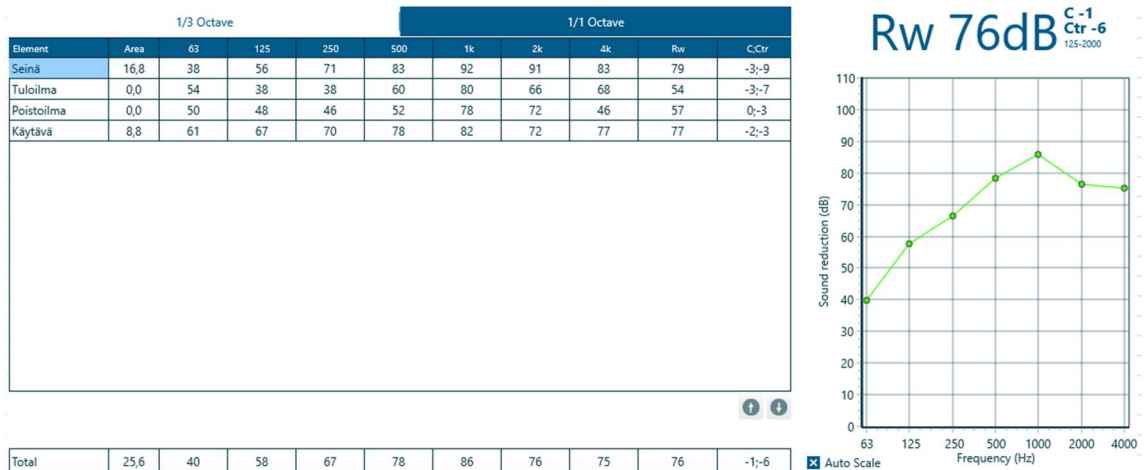 1/3 Octave 1/1 Octave
Element Area 63 125 250 500 1k 2k 4k Rw C;Ctr
Seinä 16,8 38 56 71 83 92 91 83 79 -3;-9
Tuloilma 0,0 54 38 38 60 80 66 68 54 -3;-7
Poistoilma 0,0 50 48 46 52 78 72 46 57 0;-3
Käytävä 8,8 61 67 70 78 82 72 77 77 -2;-3
Total 25,6 40 58 67 78 86 76 75 76 -1;-6
Rw 76dB C -1
Ctr -6
125-2000
Sound reduction (dB)
110
100
90
80
70
60
50
40
30
20
10
0
63 125 250 500 1000 2000 4000
Frequency (Hz)
Auto Scale